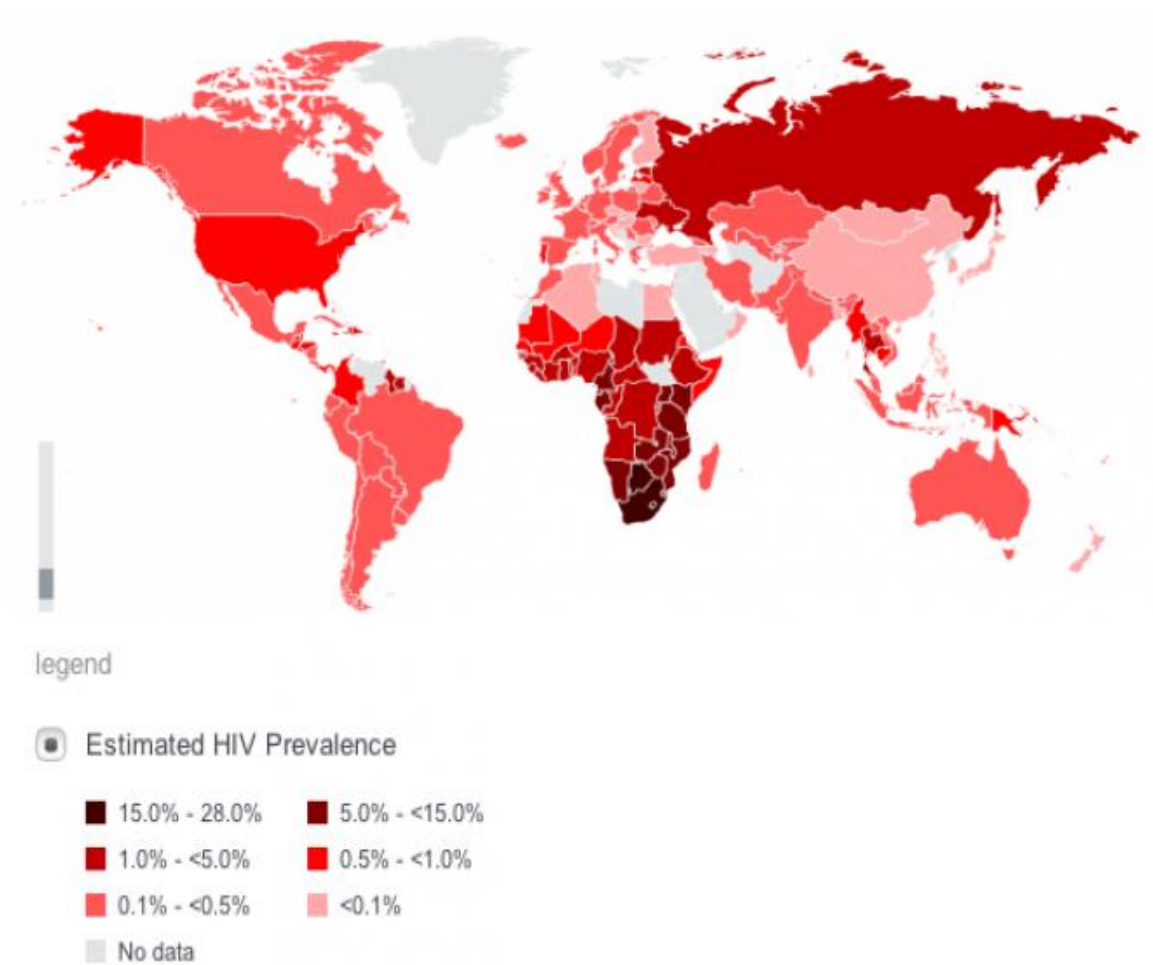 legend
Estimated HIV Prevalence
15.0% - 28.0% 5.0% - <15.0%
1.0% - <5.0% 0.5% - <1.0%
0.1% - <0.5% <0.1%
No data